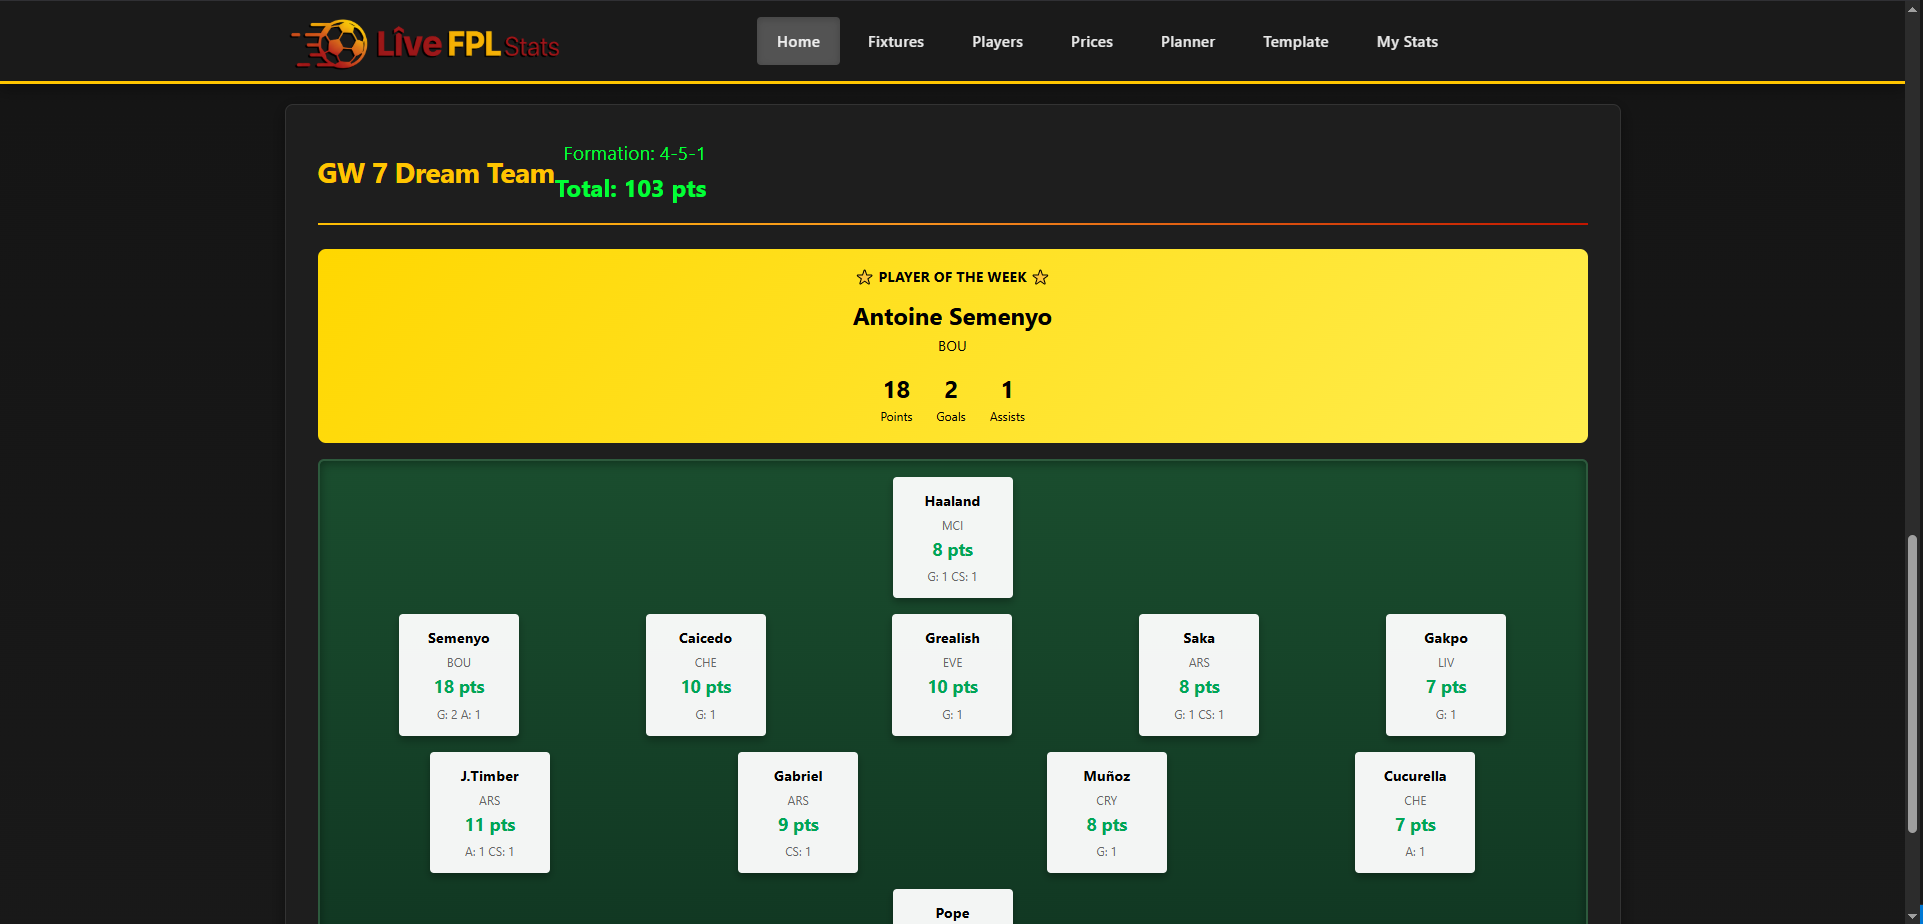 Live FPL Stats
Home Fixtures Players Prices Planner Template My Stats
GW 7 Dream Team
Formation: 4-5-1
Total: 103 pts
☆ PLAYER OF THE WEEK ☆
Antoine Semenyo
BOU
18 2 1
Points Goals Assists
Haaland
MCI
8 pts
G: 1 CS: 1
Semenyo
BOU
18 pts
G: 2 A: 1
Caicedo
CHE
10 pts
G: 1
Grealish
EVE
10 pts
G: 1
Saka
ARS
8 pts
G: 1 CS: 1
Gakpo
LIV
7 pts
G: 1
J.Timber
ARS
11 pts
A: 1 CS: 1
Gabriel
ARS
9 pts
CS: 1
Muñoz
CRY
8 pts
G: 1
Cucurella
CHE
7 pts
A: 1
Pope